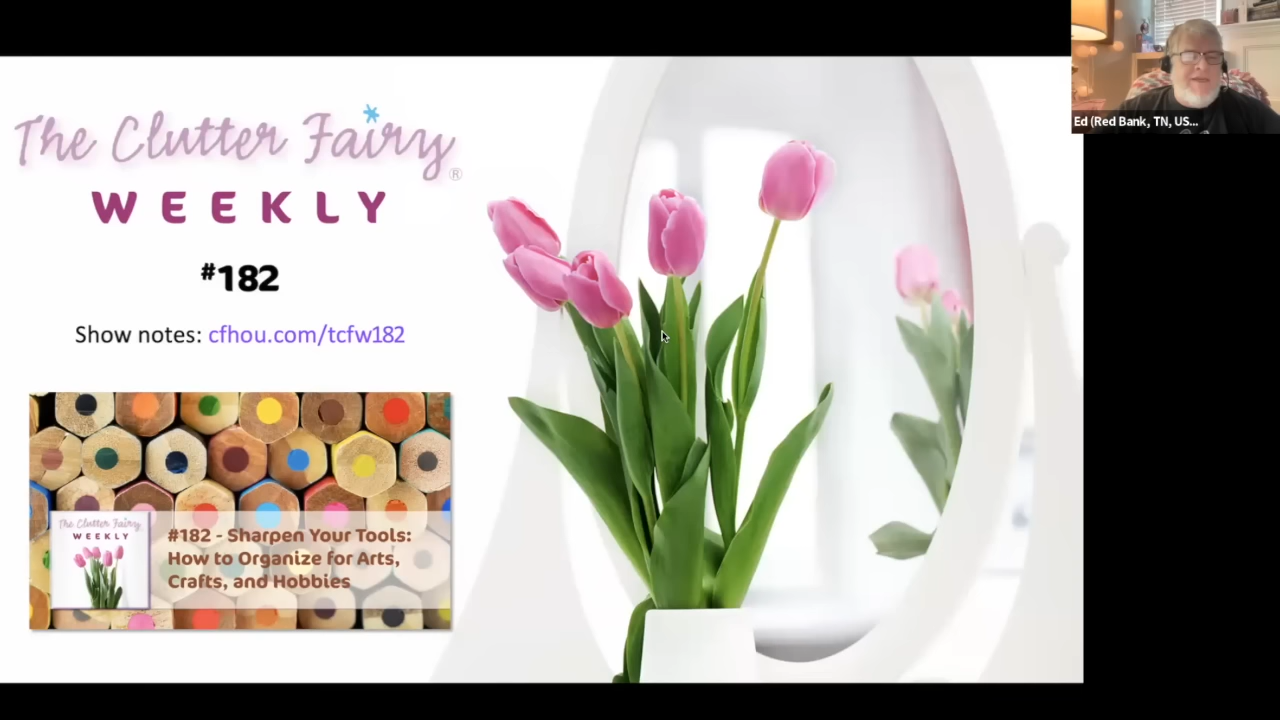 The Clutter Fairy®
WEEKLY
#182
Show notes: cfhou.com/tcfw182
The Clutter Fairy
WEEKLY
#182 - Sharpen Your Tools:
How to Organize for Arts,
Crafts, and Hobbies
Ed (Red Bank, TN, US...